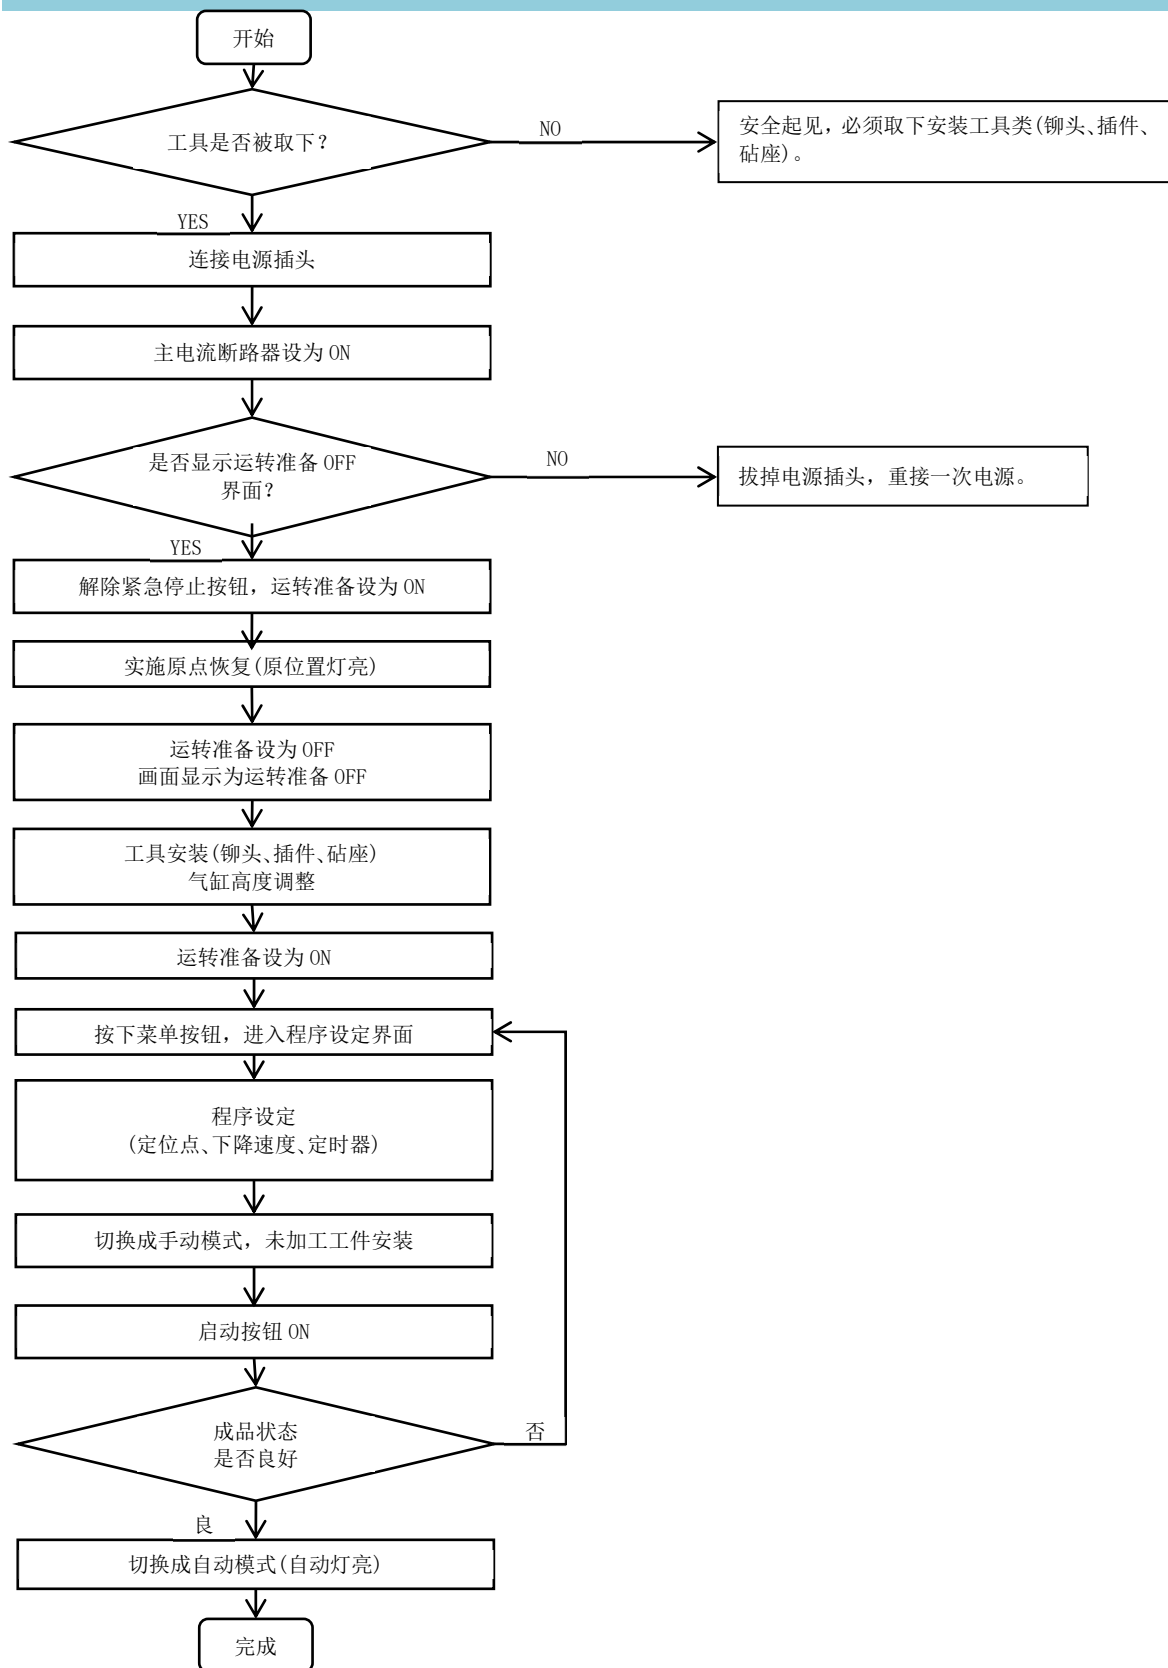 开始
工具是否被取下?
NO
安全起见,必须取下安装工具类(铆头、插件、
砧座)。
YES
连接电源插头
主电流断路器设为 ON
是否显示运转准备 OFF
界面?
NO
拔掉电源插头,重接一次电源。
YES
解除紧急停止按钮,运转准备设为 ON
实施原点恢复(原位置灯亮)
运转准备设为 OFF
画面显示为运转准备 OFF
工具安装(铆头、插件、砧座)
气缸高度调整
运转准备设为 ON
按下菜单按钮,进入程序设定界面
程序设定
(定位点、下降速度、定时器)
切换成手动模式,未加工工件安装
启动按钮 ON
成品状态
是否良好
否
良
切换成自动模式(自动灯亮)
完成